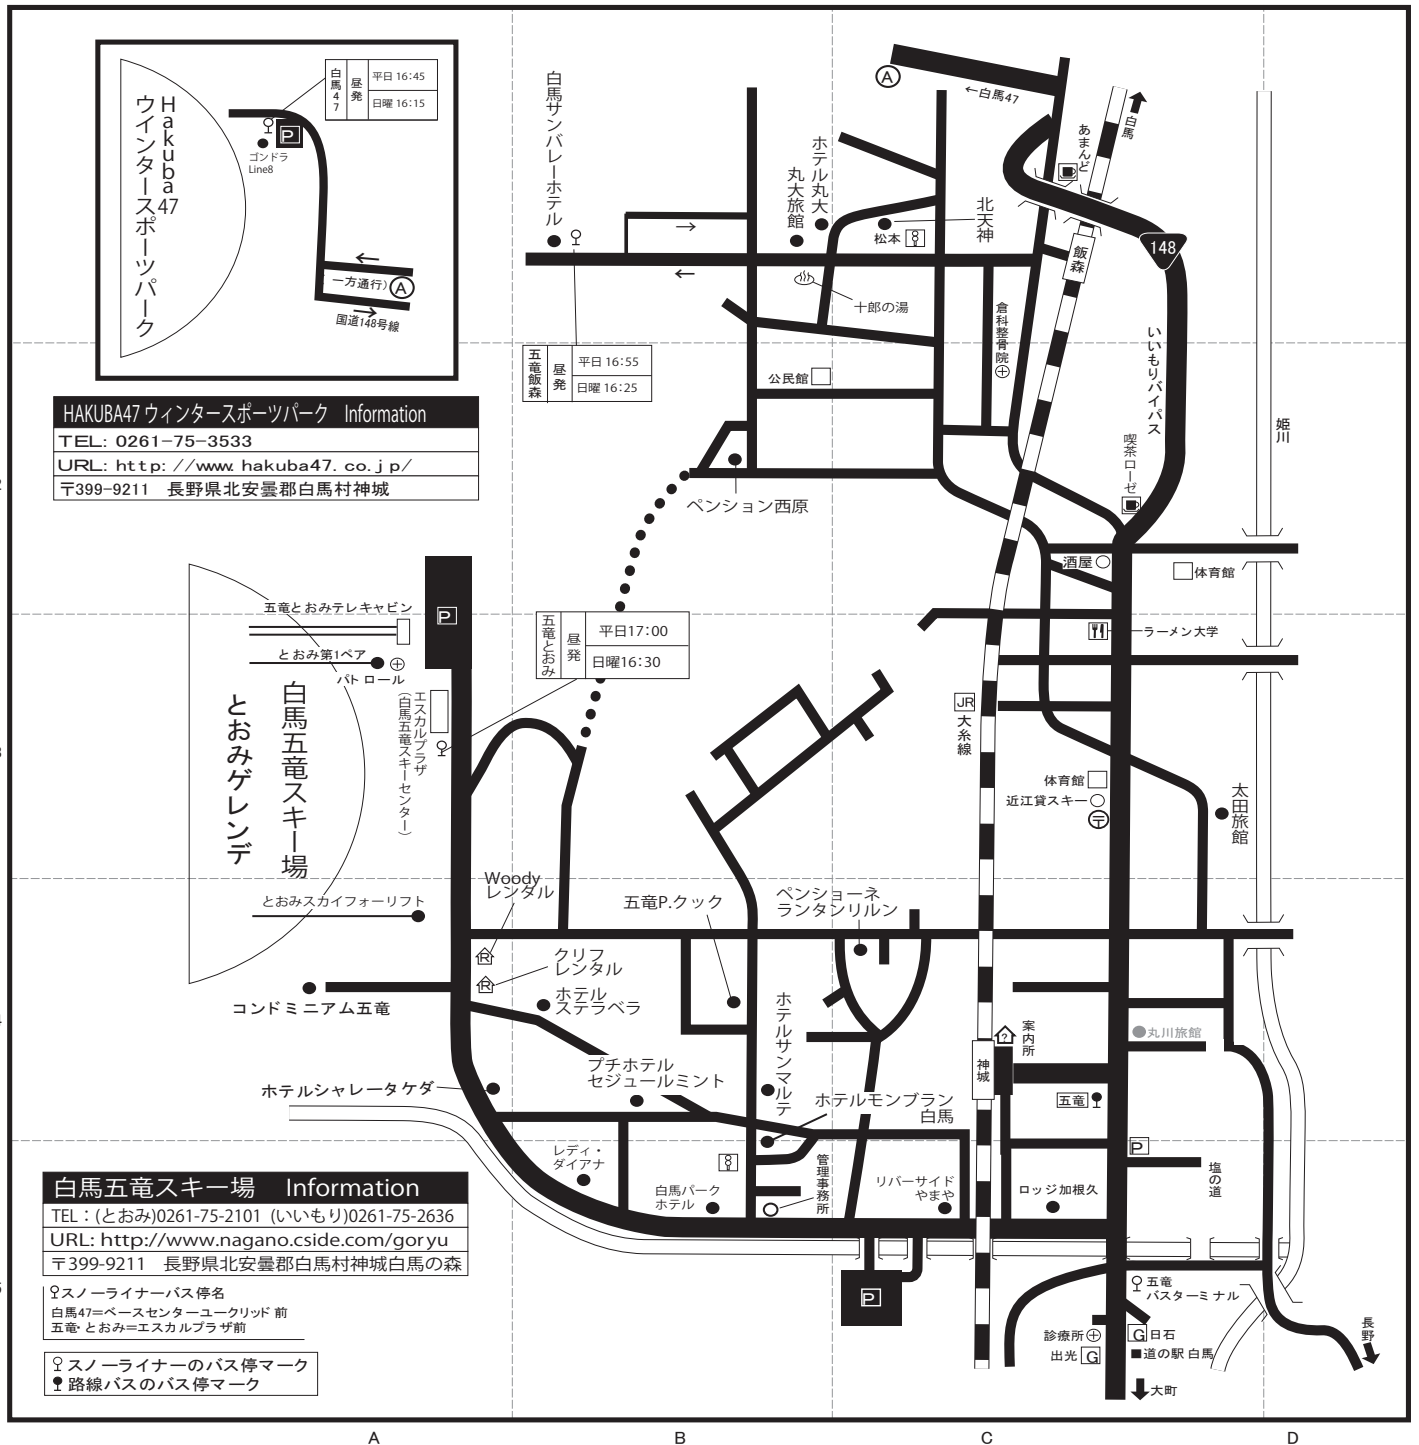 Hakuba47
ウインタースポーツパーク
白馬47
昼発
平日 16:45
日曜 16:15
P
ゴンドラ
Line8
←
一方通行)
A
→
国道148号線
HAKUBA47 ウィンタースポーツパーク Information
TEL: 0261-75-3533
URL: http: //www. hakuba47. co. jp/
〒399-9211 長野県北安曇郡白馬村神城
白馬サンバレーホテル
丸大旅館
ホテル丸大
A
←白馬47
白馬
あまんど
北天神
松本
飯森
148
→
←
十郎の湯
倉科整骨院
いいもりバイパス
五竜飯森
昼発
平日 16:55
日曜 16:25
公民館
姫川
喫茶ローゼ
ペンション西原
酒屋
体育館
ラーメン大学
五竜とおみテレキャビン
P
とおみ第1ペア
パトロール
エスカルプラザ
(白馬五竜スキーセンター)
白馬五竜スキー場
とおみゲレンデ
五竜とおみ
昼発
平日17:00
日曜16:30
JR
大糸線
体育館
近江貸スキー
〒
太田旅館
とおみスカイフォーリフト
Woody
レンタル
五竜P.クック
ペンショーネ
ランタンリルン
R
クリフ
レンタル
R
ホテル
ステラベラ
コンドミニアム五竜
ホテルサンマルテ
案内所
?
丸川旅館
神城
プチホテル
セジュールミント
ホテルシャレータケダ
ホテルモンブラン
白馬
五竜
P
レディ・
ダイアナ
白馬パーク
ホテル
管理事務所
リバーサイド
やまや
ロッジ加根久
塩の道
白馬五竜スキー場 Information
TEL：(とおみ)0261-75-2101 (いいもり)0261-75-2636
URL: http://www.nagano.cside.com/goryu
〒399-9211 長野県北安曇郡白馬村神城白馬の森
スノーライナーバス停名
白馬47=ベースセンターユークリッド 前
五竜・とおみ=エスカルプラザ前
スノーライナーのバス停マーク
路線バスのバス停マーク
P
五竜
バスターミナル
診療所
G 日石
出光 G
■道の駅 白馬
大町
長野
2
3
4
5
A
B
C
D